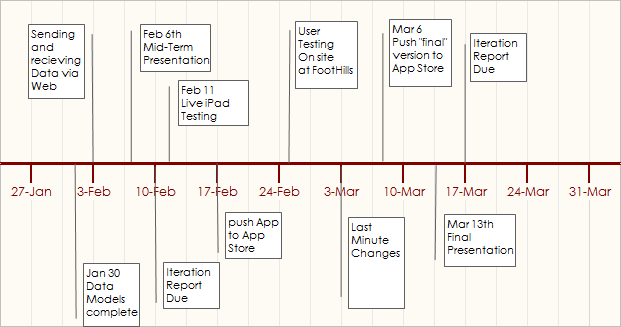 Sending
and
recieving
Data via
Web
Feb 6th
Mid-Term
Presentation
Feb 11
Live iPad
Testing
User
Testing
On site
at FootHills
Mar 6
Push "final"
version to
App Store
Iteration
Report
Due
27-Jan
3-Feb
10-Feb
17-Feb
24-Feb
3-Mar
10-Mar
17-Mar
24-Mar
31-Mar
Jan 30
Data
Models
complete
Iteration
Report
Due
push App
to App
Store
Last
Minute
Changes
Mar 13th
Final
Presentation